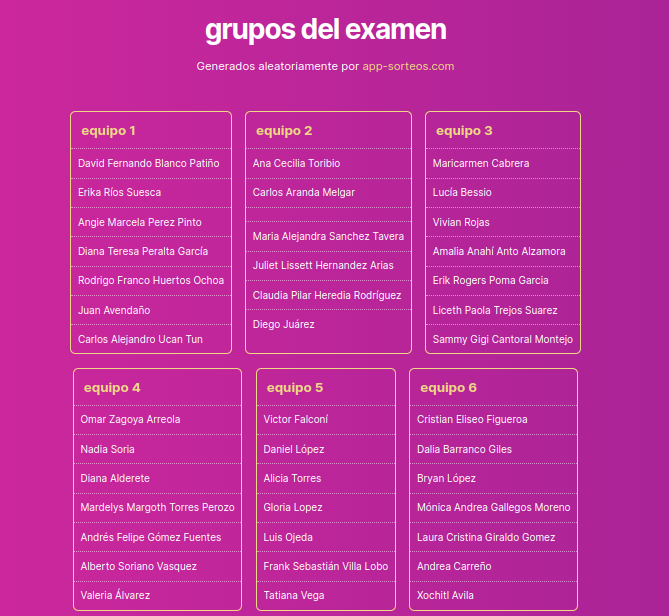 grupos del examen
Generados aleatoriamente por app-sorteos.com
equipo 1
David Fernando Blanco Patiño
Erika Ríos Suesca
Angie Marcela Perez Pinto
Diana Teresa Peralta García
Rodrigo Franco Huertos Ochoa
Juan Avendaño
Carlos Alejandro Ucan Tun
equipo 2
Ana Cecilia Toribio
Carlos Aranda Melgar
Maria Alejandra Sanchez Tavera
Juliet Lissett Hernandez Arias
Claudia Pilar Heredia Rodríguez
Diego Juárez
equipo 3
Maricarmen Cabrera
Lucía Bessio
Vivian Rojas
Amalia Anahí Anto Alzamora
Erik Rogers Poma Garcia
Liceth Paola Trejos Suarez
Sammy Gigi Cantoral Montejo
equipo 4
Omar Zagoya Arreola
Nadia Soria
Diana Alderete
Mardelys Margoth Torres Perozo
Andrés Felipe Gómez Fuentes
Alberto Soriano Vasquez
Valeria Álvarez
equipo 5
Victor Falconí
Daniel López
Alicia Torres
Gloria Lopez
Luis Ojeda
Frank Sebastián Villa Lobo
Tatiana Vega
equipo 6
Cristian Eliseo Figueroa
Dalia Barranco Giles
Bryan López
Mónica Andrea Gallegos Moreno
Laura Cristina Giraldo Gomez
Andrea Carreño
Xochitl Avila